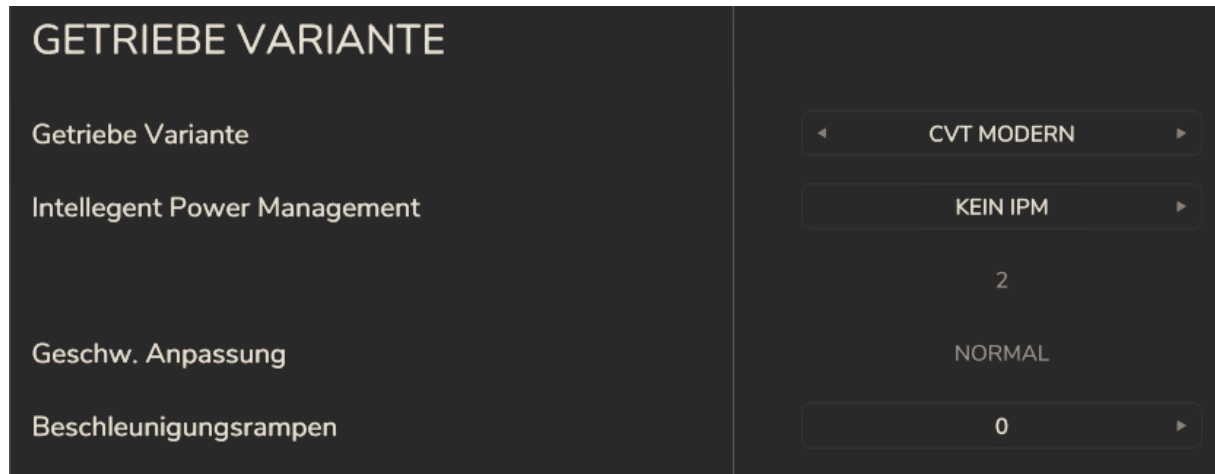 GETRIEBE VARIANTE
Getriebe Variante CVT MODERN
Intellegent Power Management KEIN IPM
2
Geschw. Anpassung NORMAL
Beschleunigungsrampen 0